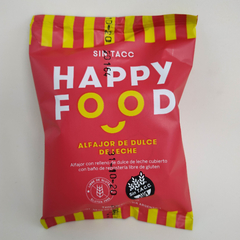 SIN TACC
HAPPY
FOOD
ALFAJOR DE DULCE
DE LECHE
Alfajor con relleno de dulce de leche cubierto
con baño de repostería libre de gluten
SIN TACC